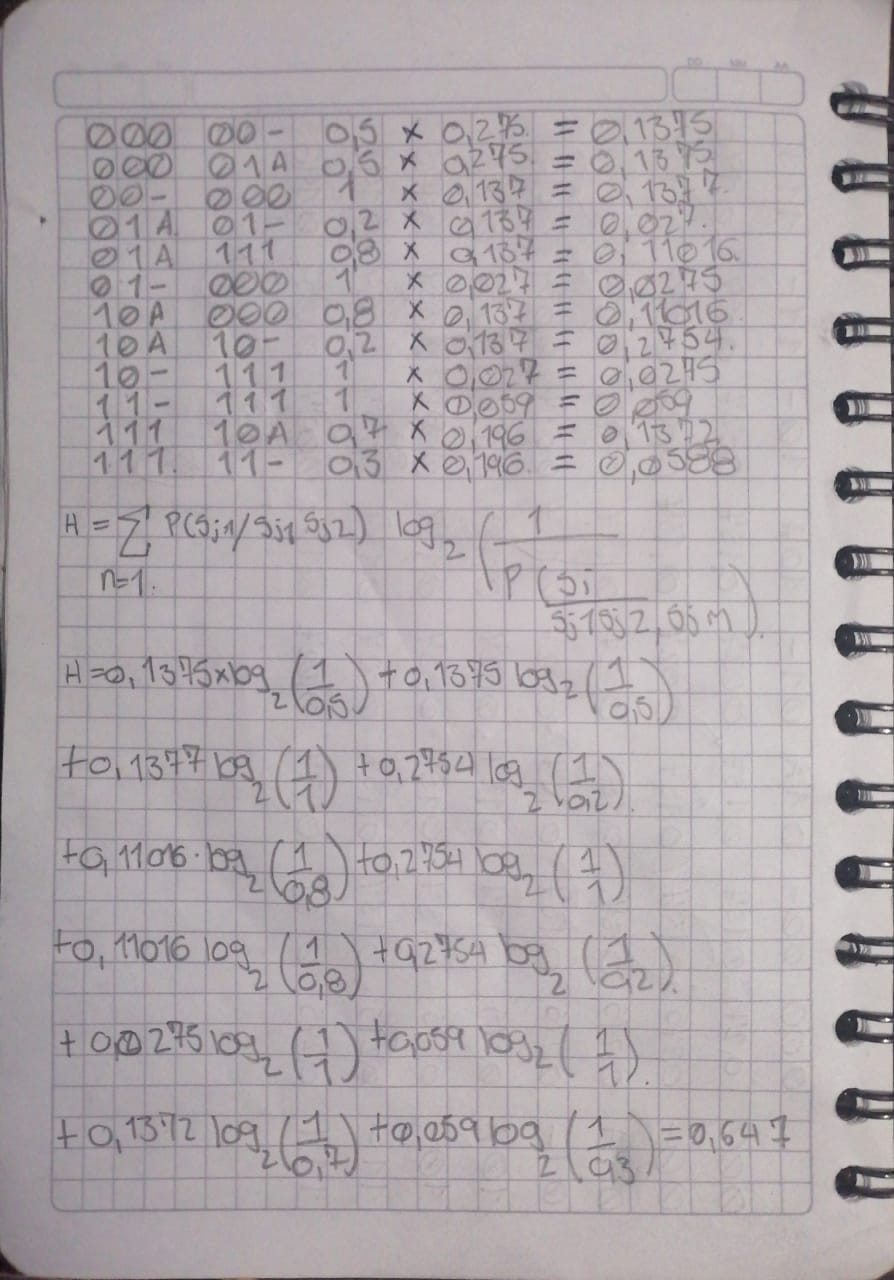 DD MM AA
000 00- 0,5 × 0,275. = 0,1375
000 01A 0,5 × 0,275. = 0,1375
00- 000 1 × 0,137 = 0,1377.
01A 01- 0,2 × 0,137 = 0,027.
01A 111 0,8 × 0,137 = 0,11016.
01- 000 1 × 0,027 = 0,0275
10A 000 0,8 × 0,137 = 0,11016
10A 10- 0,2 × 0,137 = 0,2754.
10- 111 1 × 0,027 = 0,0275
11- 111 1 × 0,059 = 0,059
111 10A 0,7 × 0,196 = 0,1372
111. 11- 0,3 × 0,196. = 0,0588
H = ∑ n=1. P(Sj1/Sj1 Sj2) log2 (1/P(Si/Sj1Sj2,Sjm)).
H=0,1375×log2(1/0,5)+0,1375 log2(1/0,5)
+0,1377 log2(1/1)+0,2754 log2(1/0,2).
+0,11016·log2(1/0,8)+0,2754 log2(1/1)
+0,11016 log2(1/0,8)+0,2754 log2(1/0,2).
+0,0275 log2(1/1)+0,059 log2(1/1).
+0,1372 log2(1/0,7)+0,059 log2(1/0,3)=0,647